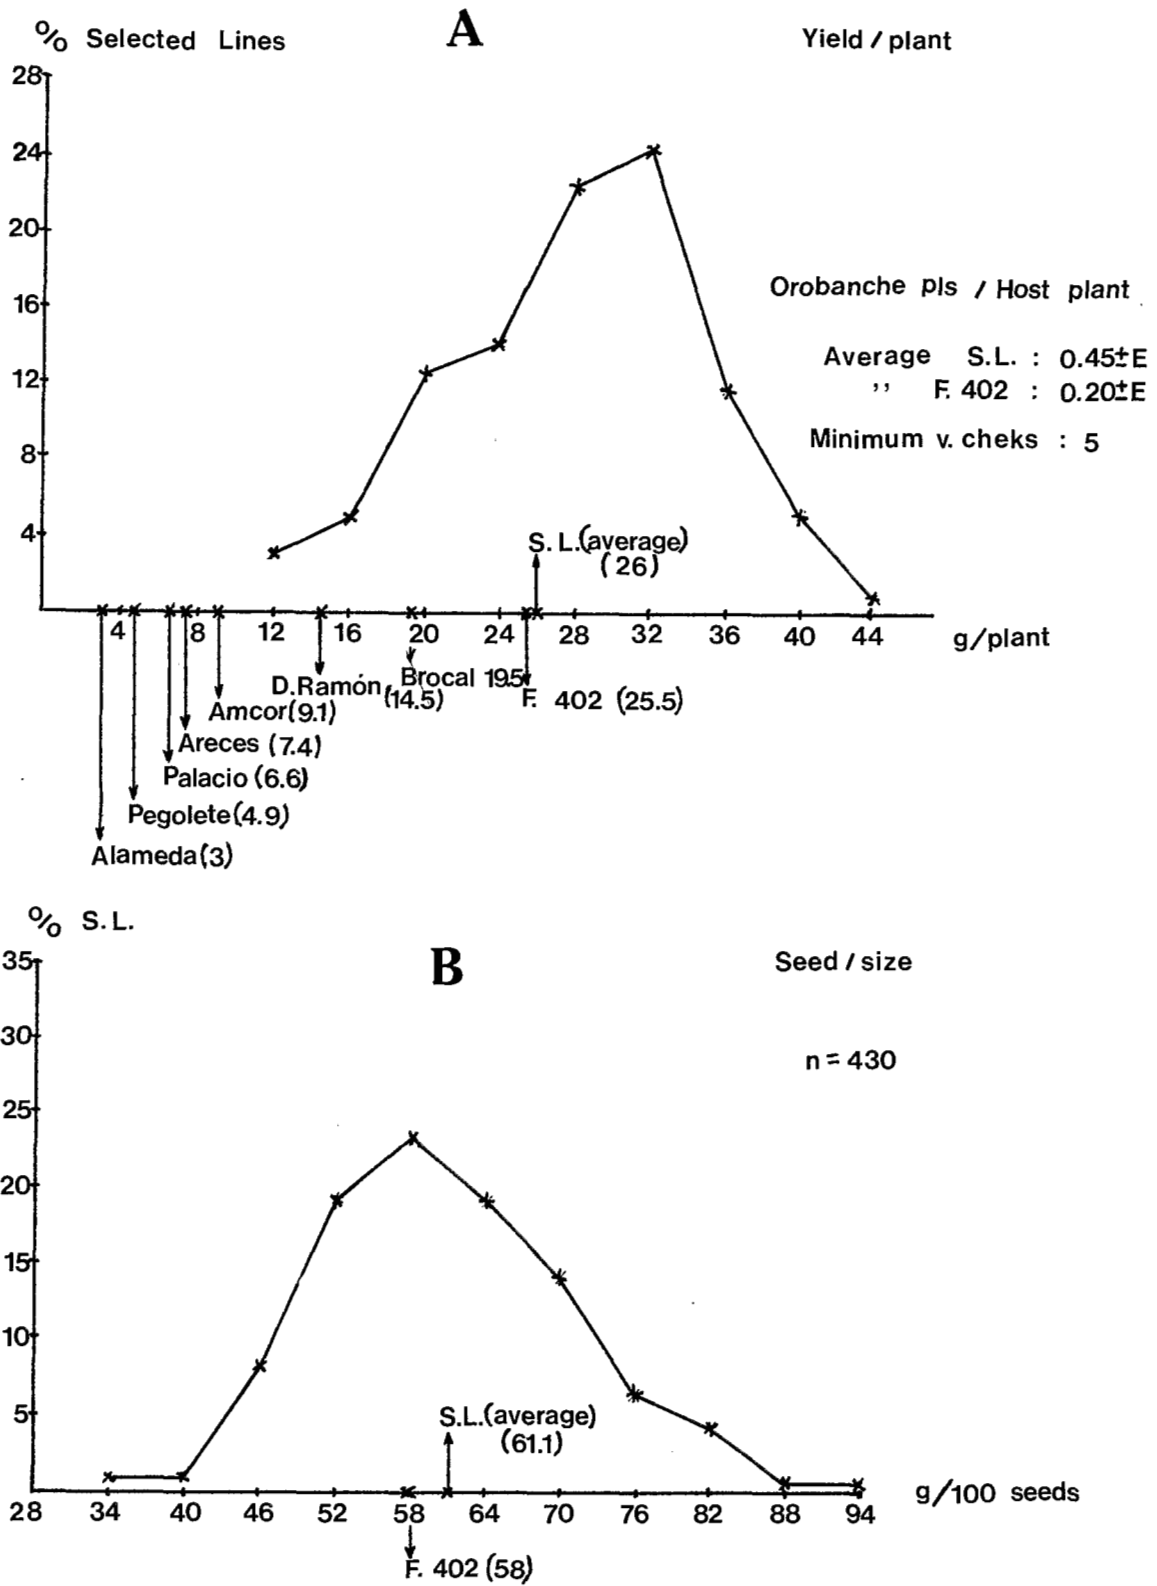 % Selected Lines
A
Yield / plant
28
24
20
16
12
8
4
Orobanche pls / Host plant
Average S.L. : 0.45±E
,, F. 402 : 0.20±E
Minimum v. cheks : 5
S. L.(average)
(26)
4 8 12 16 20 24 28 32 36 40 44 g/plant
Brocal 19.5
D.Ramón (14.5)
F. 402 (25.5)
Amcor(9.1)
Areces (7.4)
Palacio (6.6)
Pegolete(4.9)
Alameda(3)
% S.L.
B
Seed / size
35
30
25
20
15
10
5
n = 430
S.L.(average)
(61.1)
28 34 40 46 52 58 64 70 76 82 88 94 g/100 seeds
F. 402 (58)